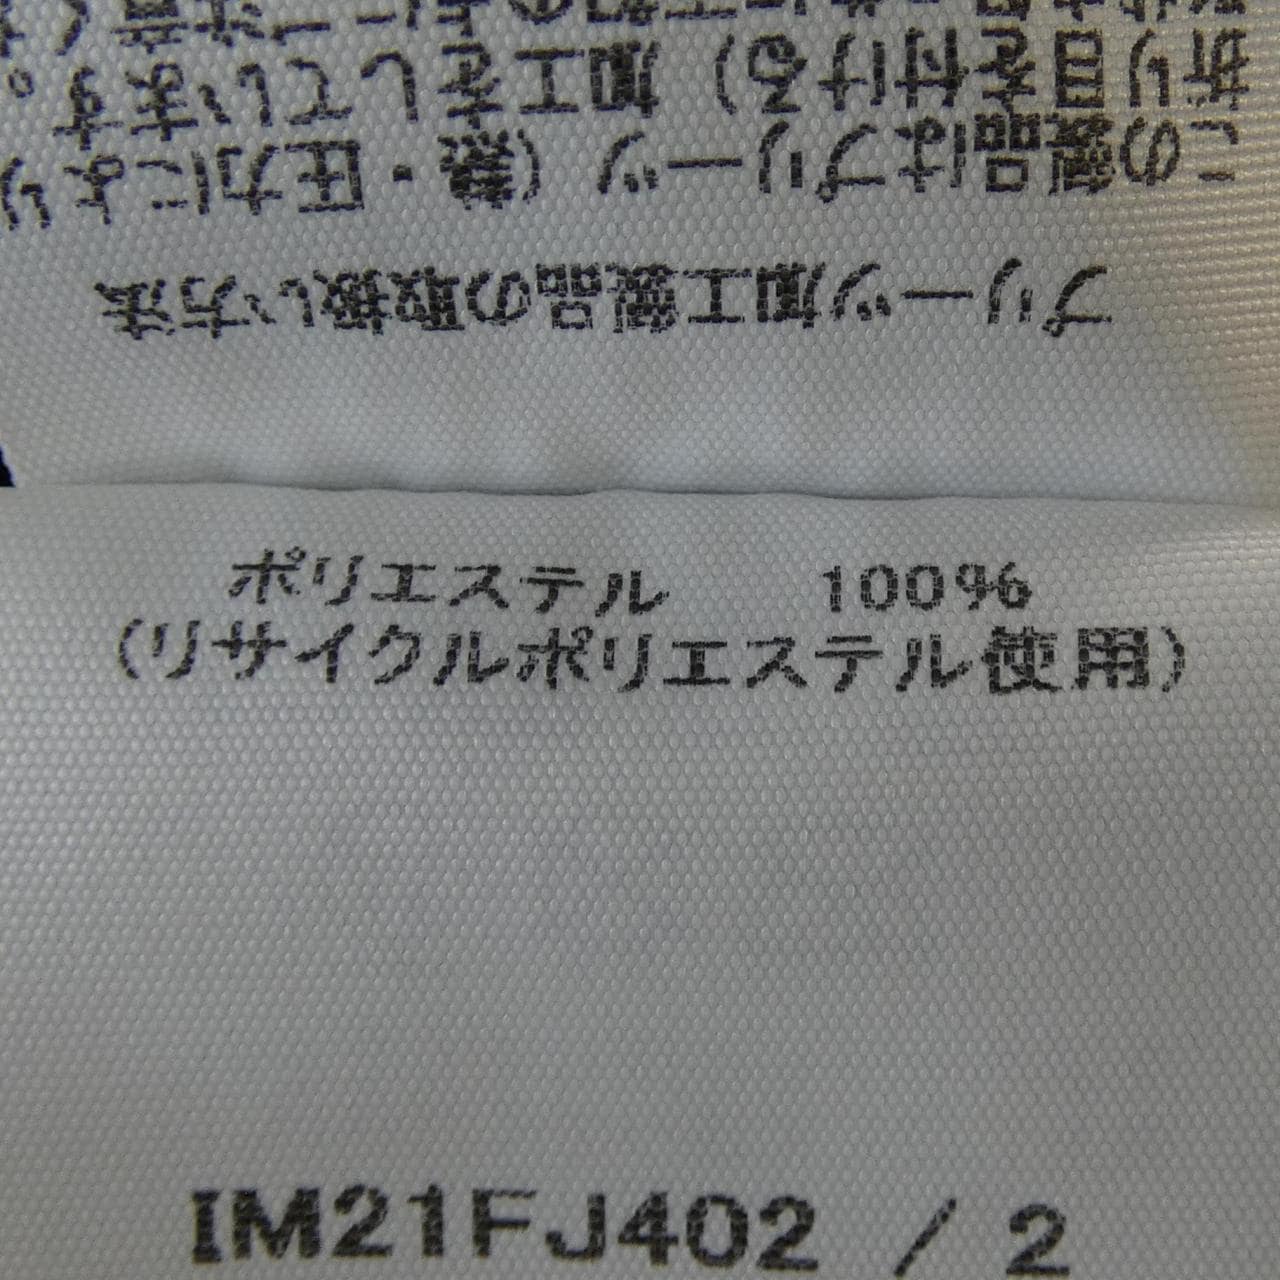 プリーツ加工製品の取扱い方法
この製品はプリーツ(熱・圧力により
折り目を付ける)加工をしています。
ポリエステル 100%
(リサイクルポリエステル使用)
IM21FJ402 / 2